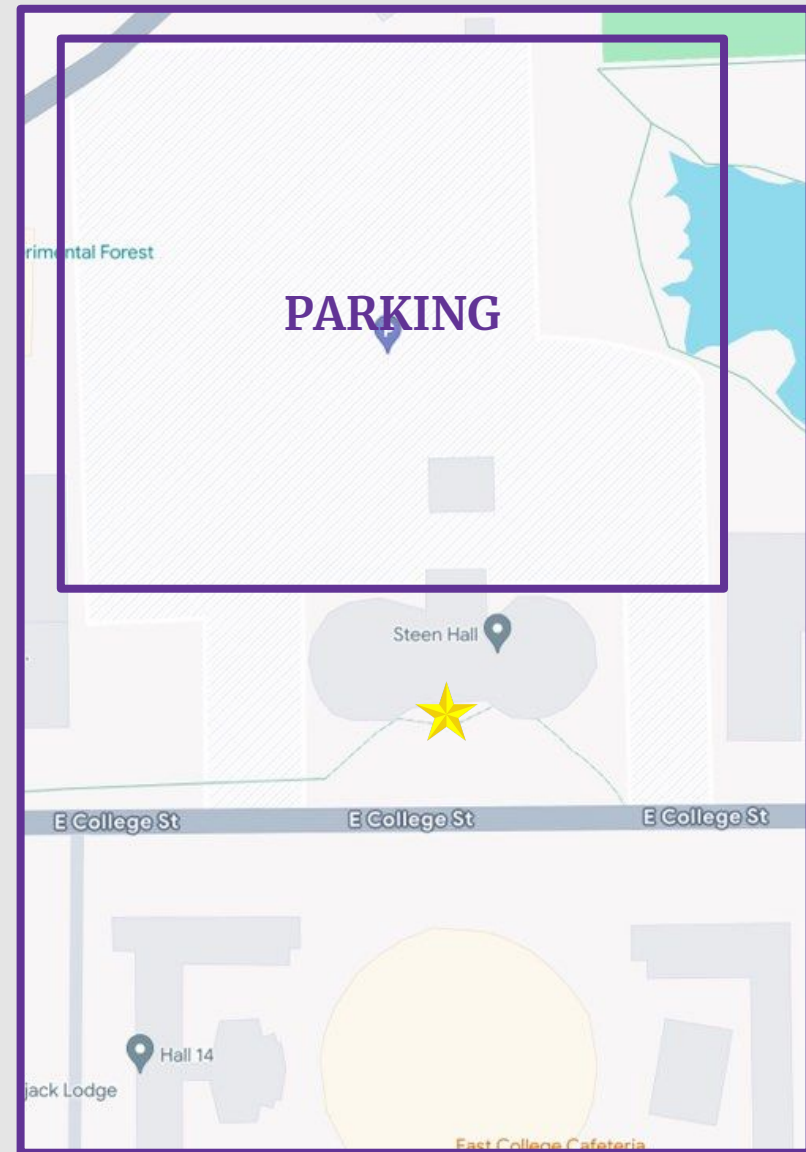 rimental Forest
PARKING
Steen Hall
E College St
E College St
E College St
Hall 14
jack Lodge
East College Cafeteria